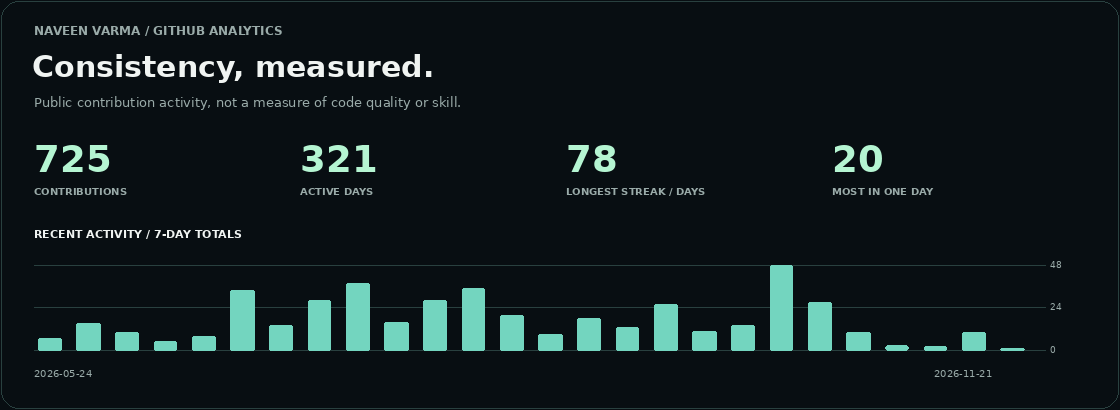 NAVEEN VARMA / GITHUB ANALYTICS
Consistency, measured.
Public contribution activity, not a measure of code quality or skill.
725
CONTRIBUTIONS
321
ACTIVE DAYS
78
LONGEST STREAK / DAYS
20
MOST IN ONE DAY
RECENT ACTIVITY / 7-DAY TOTALS
48
24
0
2026-05-24
2026-11-21